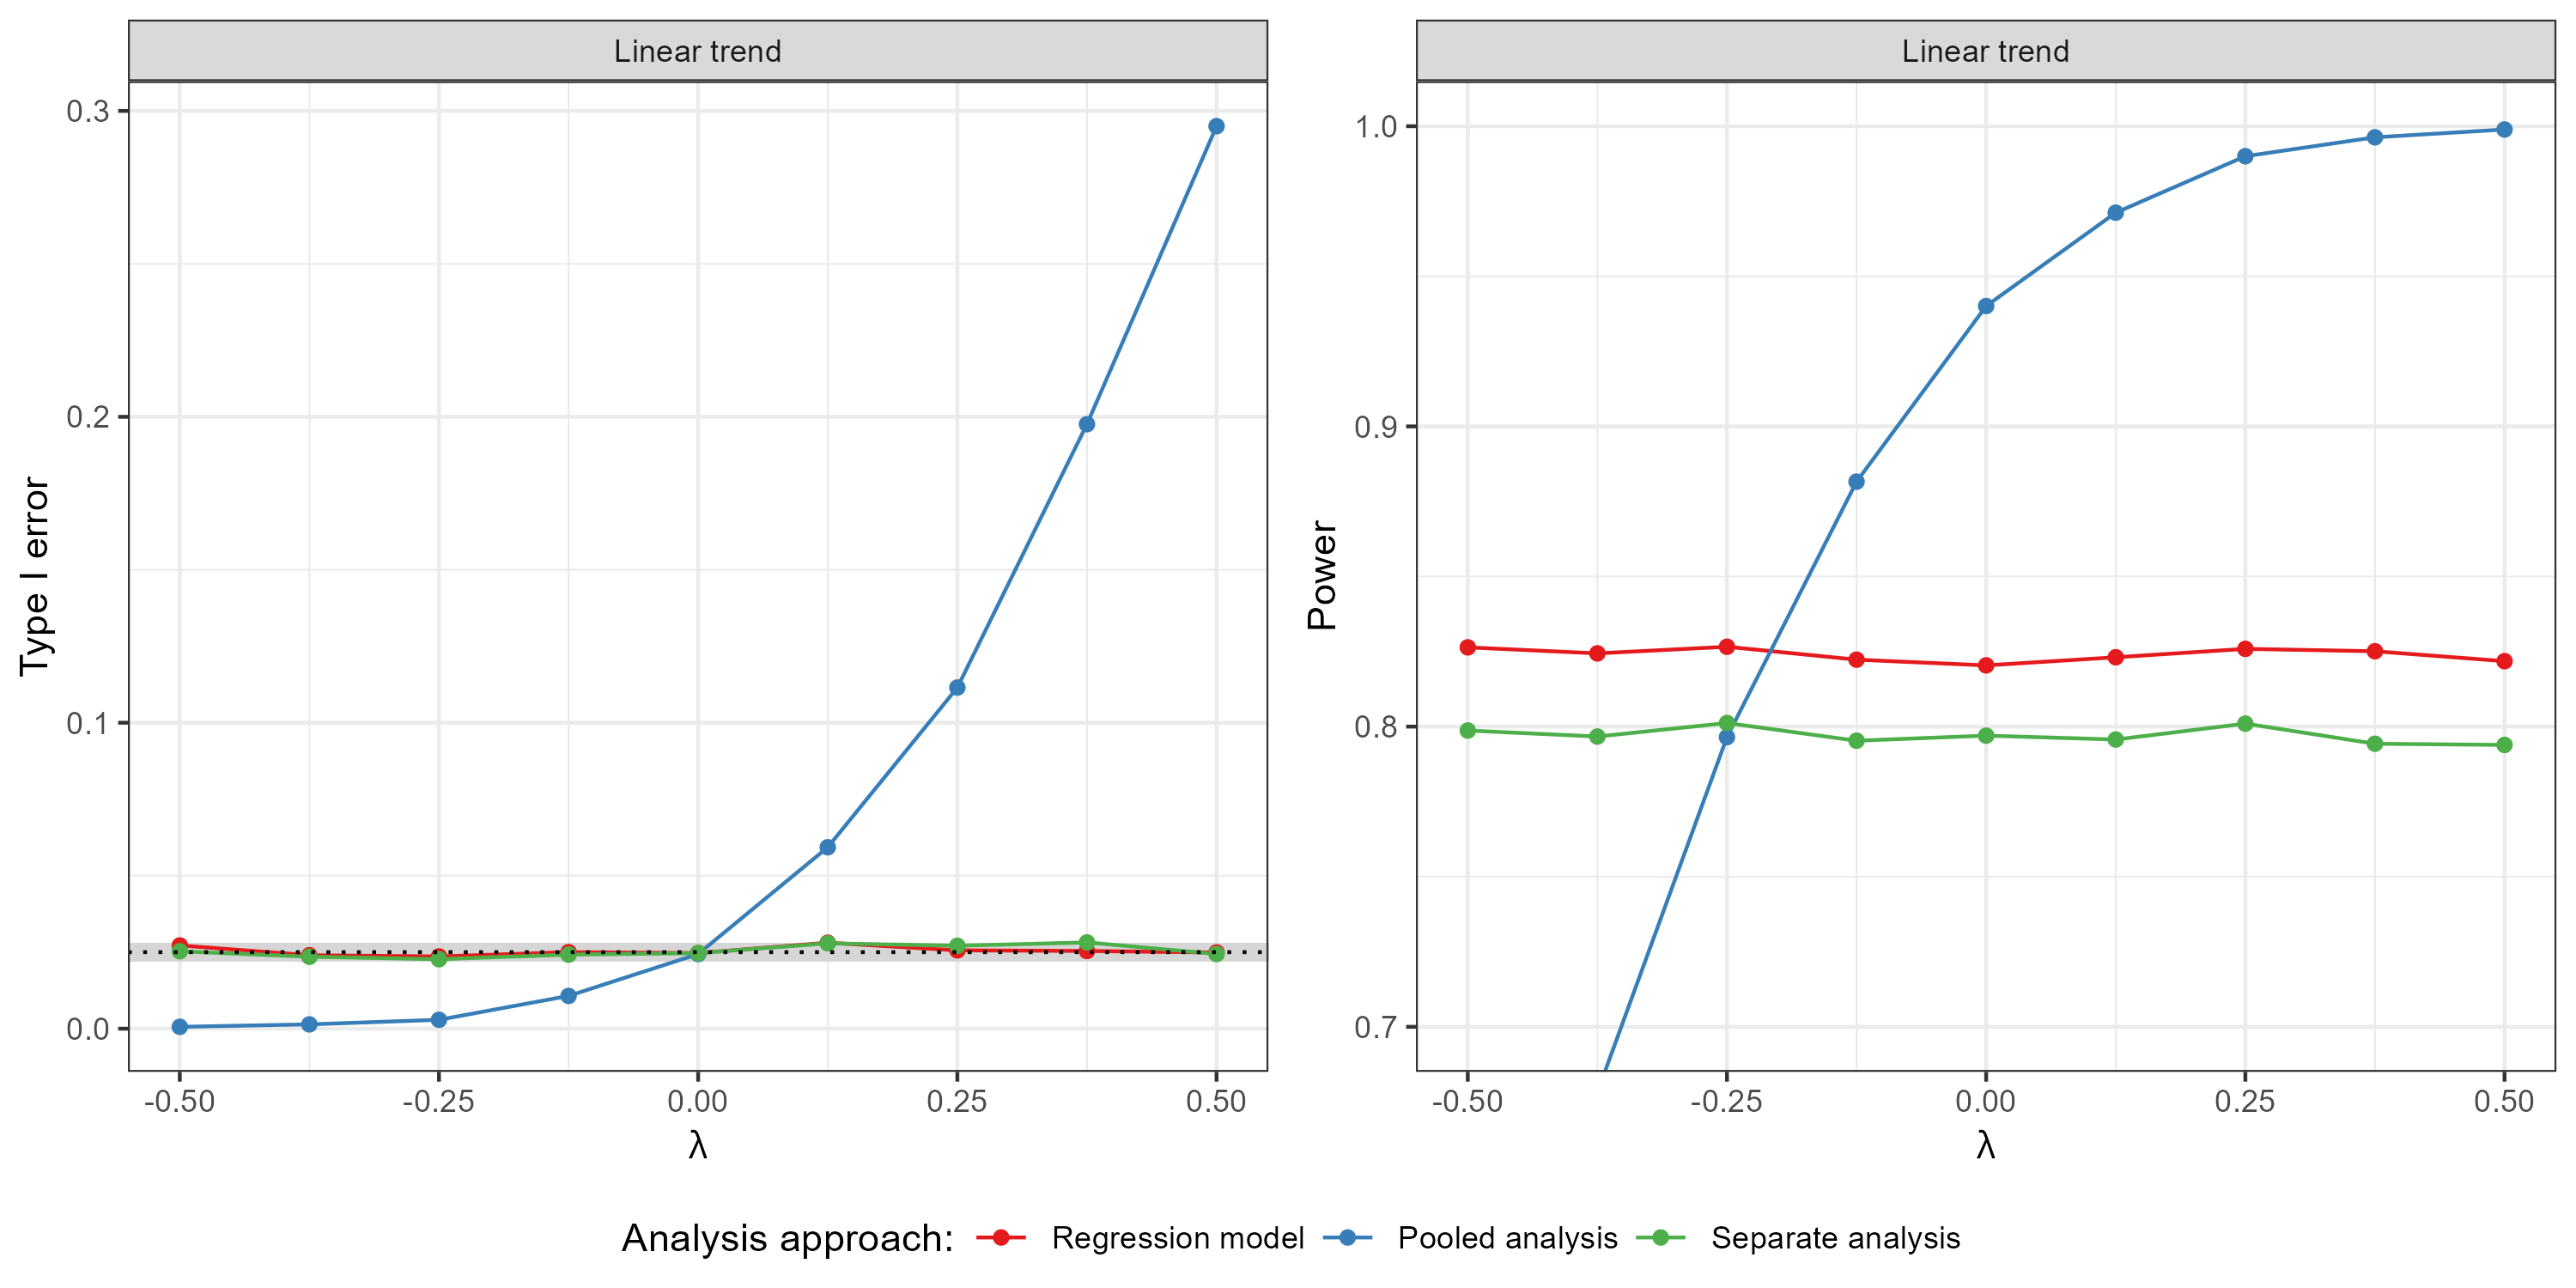 Linear trend
Linear trend
Type I error
0.3
0.2
0.1
0.0
-0.50 -0.25 0.00 0.25 0.50
λ
Power
1.0
0.9
0.8
0.7
-0.50 -0.25 0.00 0.25 0.50
λ
Analysis approach: Regression model Pooled analysis Separate analysis